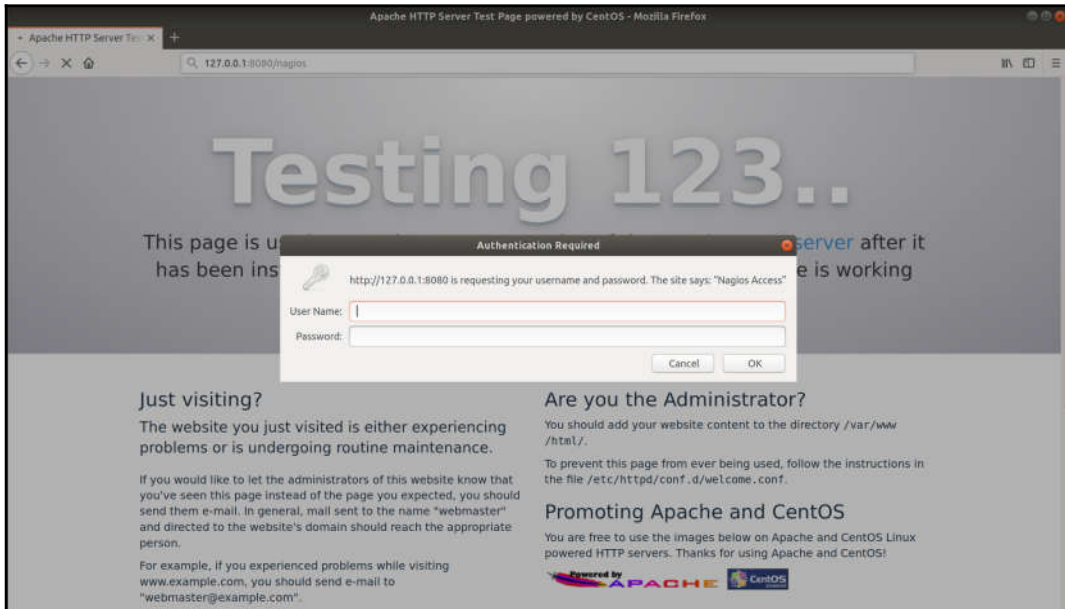 Apache HTTP Server Test Page powered by CentOS - Mozilla Firefox
Apache HTTP Server Tes
127.0.0.1:8080/nagios
Testing 123..
This page is u
server after it
has been ins
e is working
Authentication Required
http://127.0.0.1:8080 is requesting your username and password. The site says: "Nagios Access"
User Name:
Password:
Cancel
OK
Just visiting?
The website you just visited is either experiencing
problems or is undergoing routine maintenance.
If you would like to let the administrators of this website know that
you've seen this page instead of the page you expected, you should
send them e-mail. In general, mail sent to the name "webmaster"
and directed to the website's domain should reach the appropriate
person.
For example, if you experienced problems while visiting
www.example.com, you should send e-mail to
"webmaster@example.com".
Are you the Administrator?
You should add your website content to the directory /var/www
/html/.
To prevent this page from ever being used, follow the instructions in
the file /etc/httpd/conf.d/welcome.conf.
Promoting Apache and CentOS
You are free to use the images below on Apache and CentOS Linux
powered HTTP servers. Thanks for using Apache and CentOS!
Powered by
APACHE
CentOS